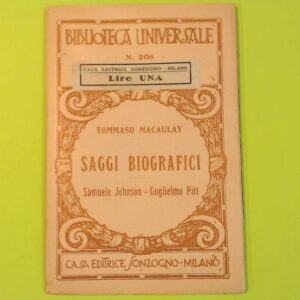 BIBLIOTECA UNIVERSALE
N. 205
CASA EDITRICE SONZOGNO - MILANO
Lire UNA
TOMMASO MACAULAY
SAGGI BIOGRAFICI
Samuele Johnson - Guglielmo Pitt
CASA EDITRICE SONZOGNO-MILANO